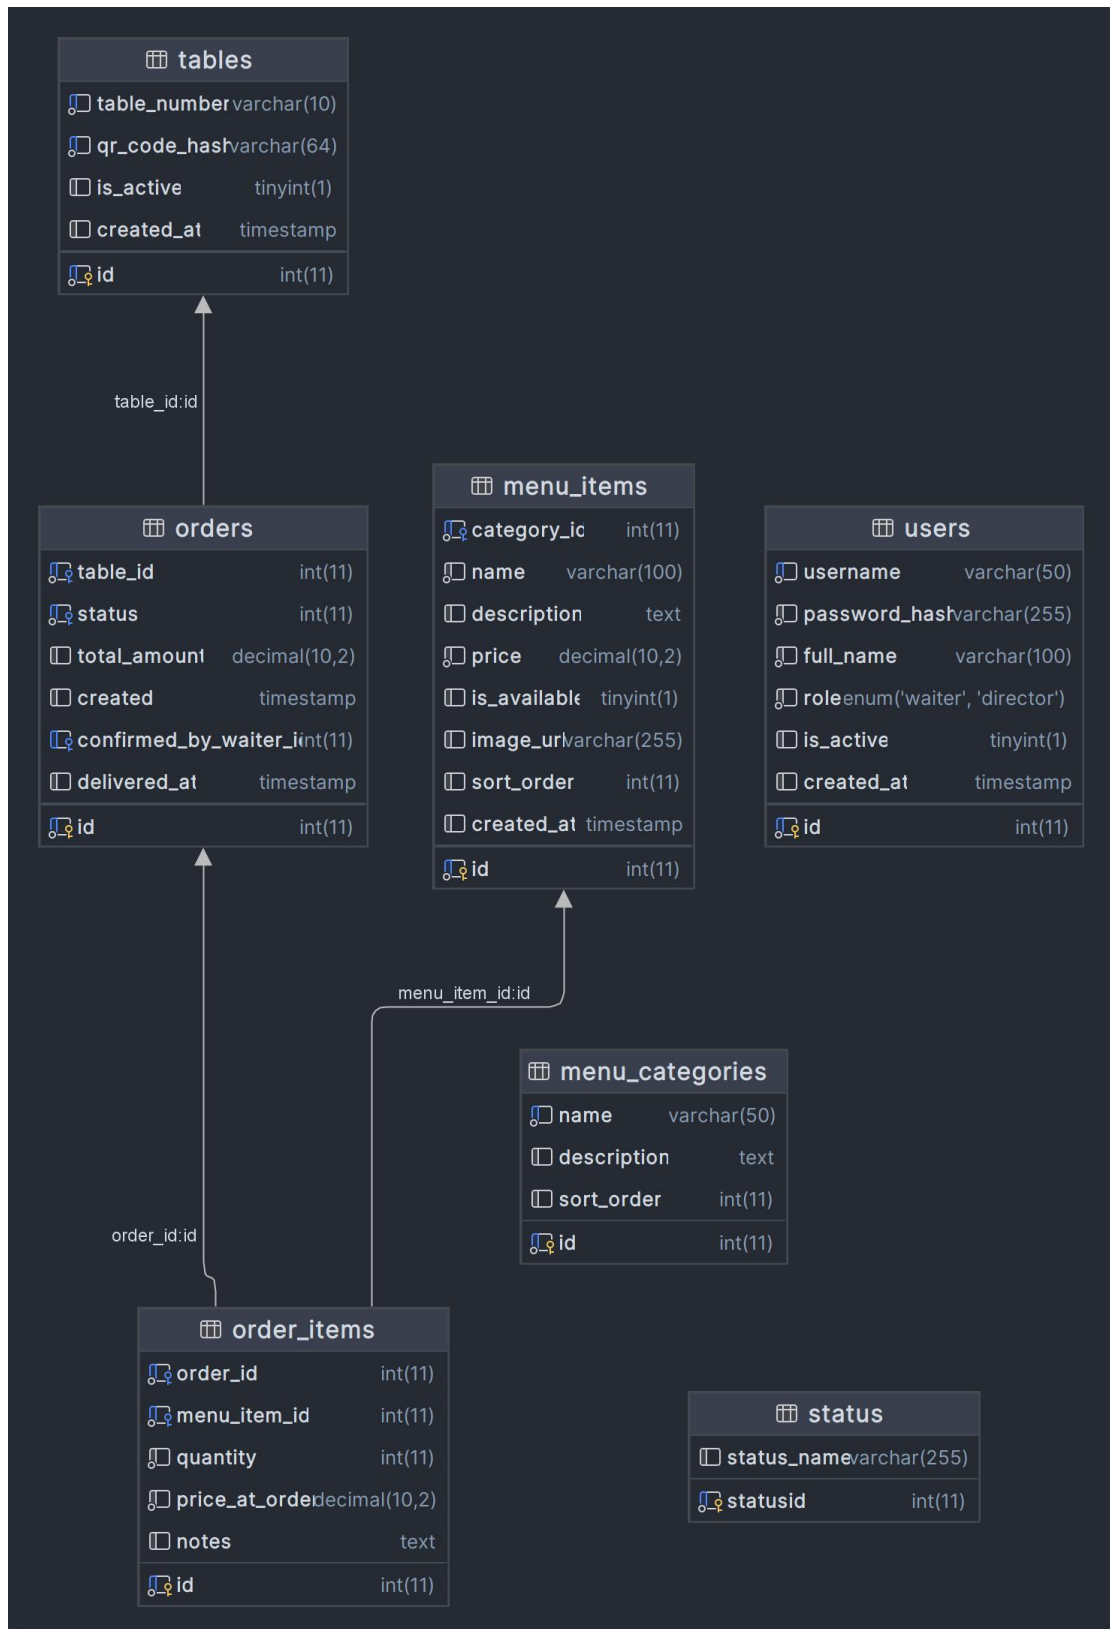 tables
table_number varchar(10)
qr_code_hash varchar(64)
is_active tinyint(1)
created_at timestamp
id int(11)
table_id:id
orders
table_id int(11)
status int(11)
total_amount decimal(10,2)
created timestamp
confirmed_by_waiter_id int(11)
delivered_at timestamp
id int(11)
menu_items
category_id int(11)
name varchar(100)
description text
price decimal(10,2)
is_available tinyint(1)
image_url varchar(255)
sort_order int(11)
created_at timestamp
id int(11)
users
username varchar(50)
password_hash varchar(255)
full_name varchar(100)
role enum('waiter', 'director')
is_active tinyint(1)
created_at timestamp
id int(11)
menu_item_id:id
menu_categories
name varchar(50)
description text
sort_order int(11)
id int(11)
order_id:id
order_items
order_id int(11)
menu_item_id int(11)
quantity int(11)
price_at_order decimal(10,2)
notes text
id int(11)
status
status_name varchar(255)
statusid int(11)